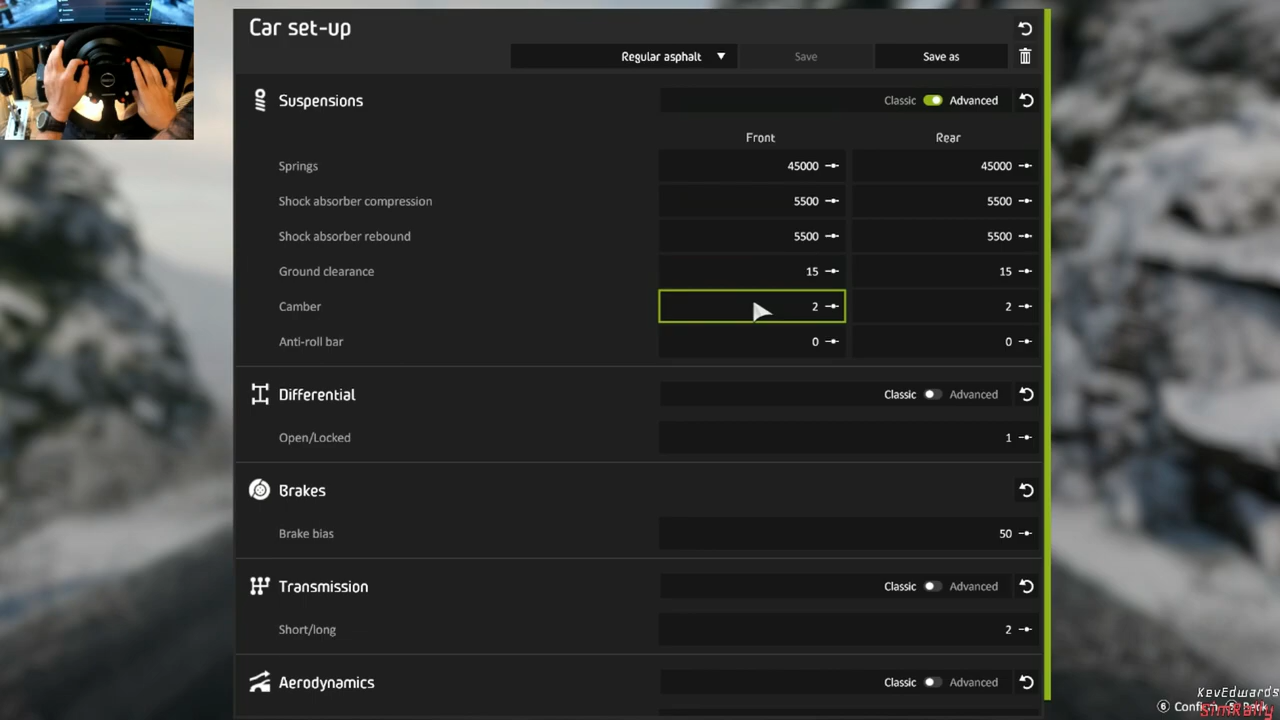 Car set-up
Regular asphalt Save Save as
Suspensions Classic Advanced
Front Rear
Springs 45000 45000
Shock absorber compression 5500 5500
Shock absorber rebound 5500 5500
Ground clearance 15 15
Camber 2 2
Anti-roll bar 0 0
Differential Classic Advanced
Open/Locked 1
Brakes
Brake bias 50
Transmission Classic Advanced
Short/long 2
Aerodynamics Classic Advanced
KevEdwards
SimRally